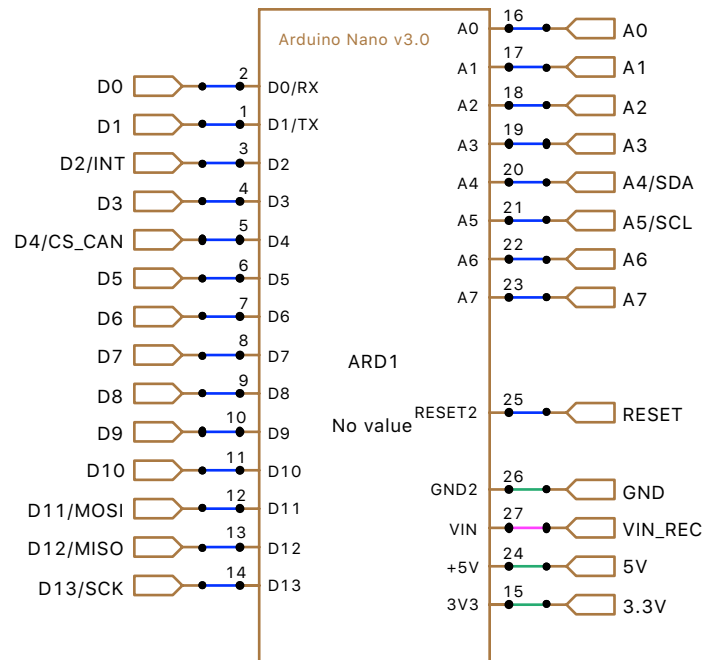 Arduino Nano v3.0
16
A0 A0
17
A1 A1
2
D0 D0/RX
18
A2 A2
1
D1 D1/TX
19
A3 A3
3
D2/INT D2
20
A4 A4/SDA
4
D3 D3
21
A5 A5/SCL
5
D4/CS_CAN D4
22
A6 A6
6
D5 D5
23
A7 A7
7
D6 D6
8
D7 D7
ARD1
9
D8 D8
25
RESET2 RESET
10
D9 D9
No value
11
D10 D10
26
GND2 GND
12
D11/MOSI D11
27
VIN VIN_REC
13
D12/MISO D12
24
+5V 5V
14
D13/SCK D13
15
3V3 3.3V